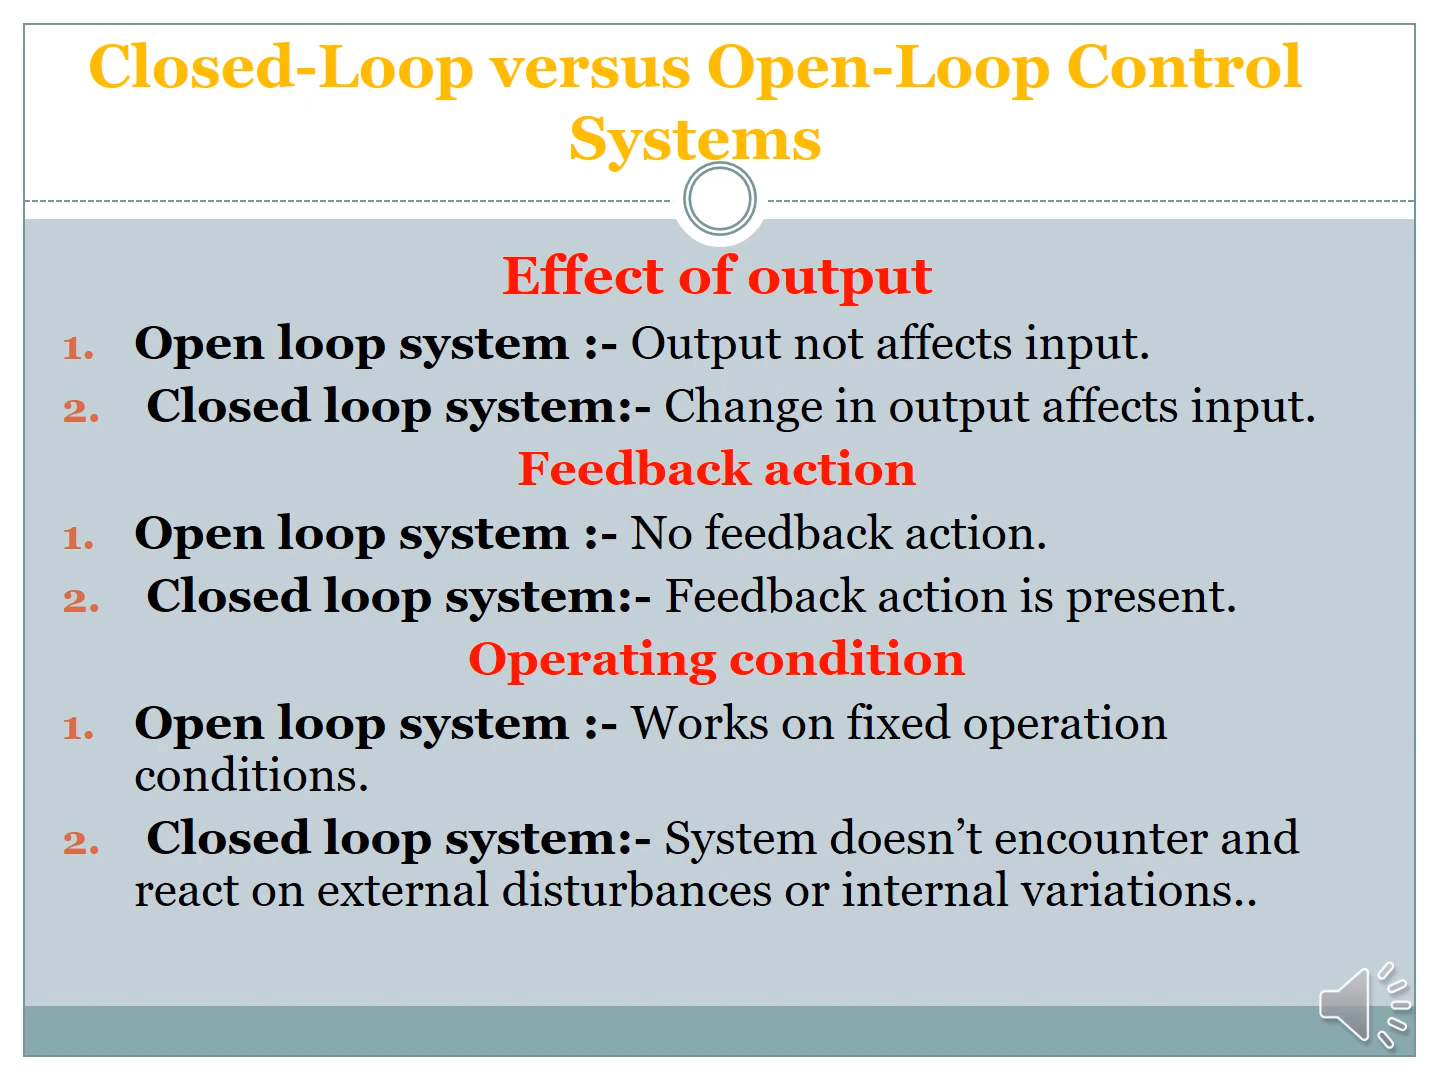 Closed-Loop versus Open-Loop Control
Systems
Effect of output
1. Open loop system :- Output not affects input.
2. Closed loop system:- Change in output affects input.
Feedback action
1. Open loop system :- No feedback action.
2. Closed loop system:- Feedback action is present.
Operating condition
1. Open loop system :- Works on fixed operation
conditions.
2. Closed loop system:- System doesn’t encounter and
react on external disturbances or internal variations..